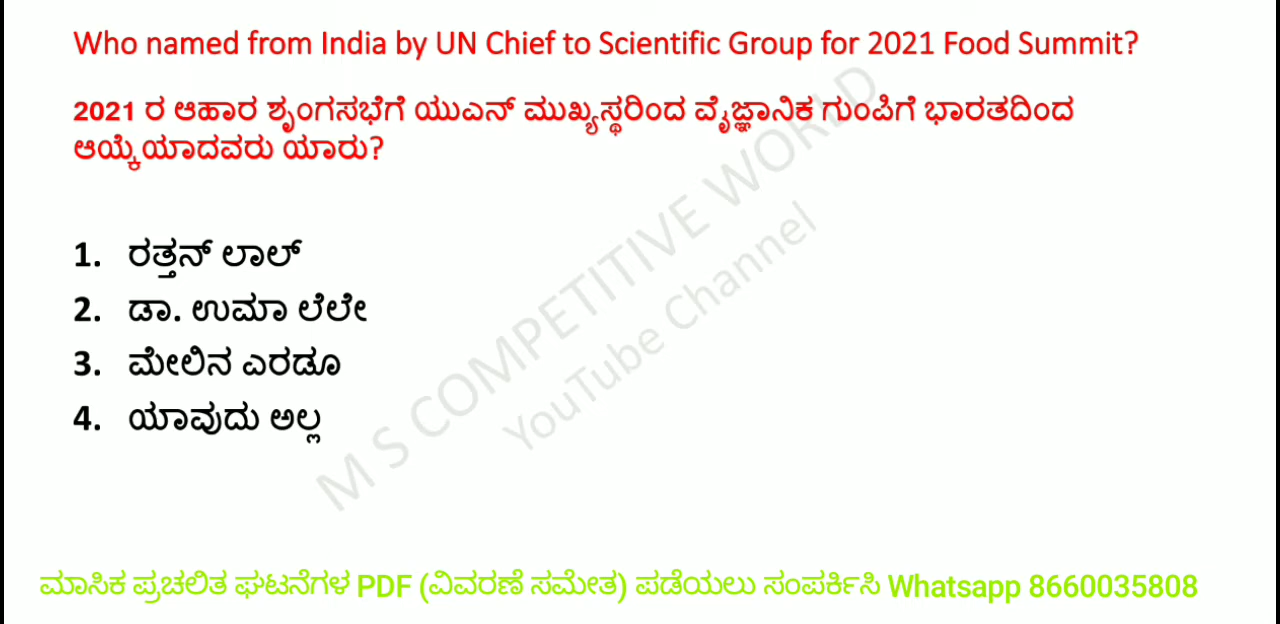 Who named from India by UN Chief to Scientific Group for 2021 Food Summit?
2021 ರ ಆಹಾರ ಶೃಂಗಸಭೆಗೆ ಯುಎನ್ ಮುಖ್ಯಸ್ಥರಿಂದ ವೈಜ್ಞಾನಿಕ ಗುಂಪಿಗೆ ಭಾರತದಿಂದ
ಆಯ್ಕೆಯಾದವರು ಯಾರು?
1. ರತ್ತನ್ ಲಾಲ್
2. ಡಾ. ಉಮಾ ಲೆಲೇ
3. ಮೇಲಿನ ಎರಡೂ
4. ಯಾವುದು ಅಲ್ಲ
M S COMPETITIVE WORLD
YouTube Channel
ಮಾಸಿಕ ಪ್ರಚಲಿತ ಘಟನೆಗಳ PDF (ವಿವರಣೆ ಸಮೇತ) ಪಡೆಯಲು ಸಂಪರ್ಕಿಸಿ Whatsapp 8660035808